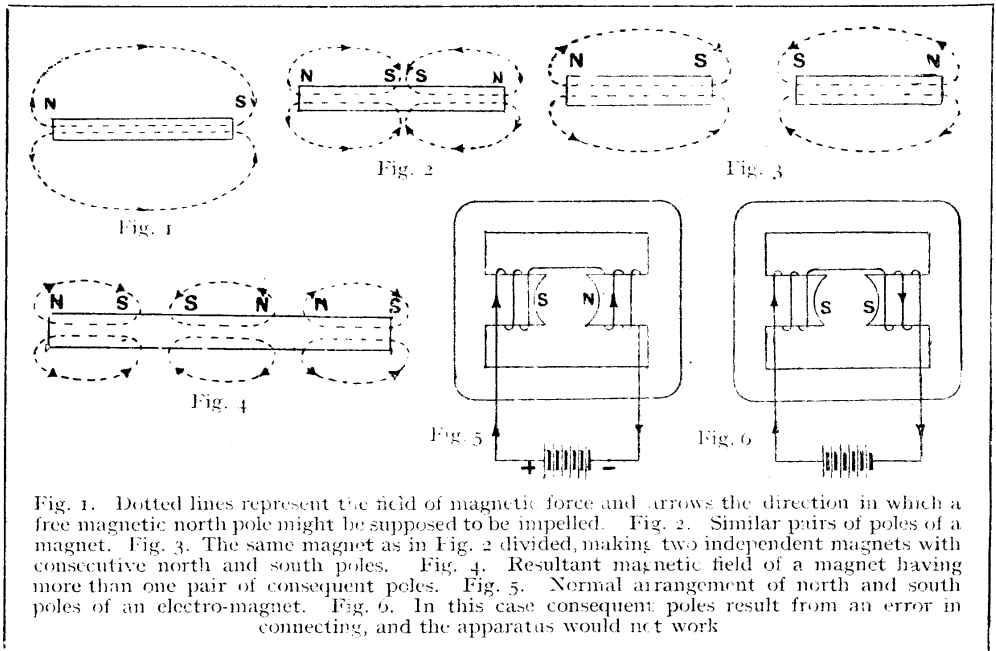 N S
N S S N
N S
S N
Fig. 1
Fig. 2
Fig. 3
N S S N N S
Fig. 4
S N
Fig. 5
+ −
S S
Fig. 6
Fig. 1. Dotted lines represent the field of magnetic force and arrows the direction in which a
free magnetic north pole might be supposed to be impelled. Fig. 2. Similar pairs of poles of a
magnet. Fig. 3. The same magnet as in Fig. 2 divided, making two independent magnets with
consecutive north and south poles. Fig. 4. Resultant magnetic field of a magnet having
more than one pair of consequent poles. Fig. 5. Normal arrangement of north and south
poles of an electro-magnet. Fig. 6. In this case consequent poles result from an error in
connecting, and the apparatus would not work